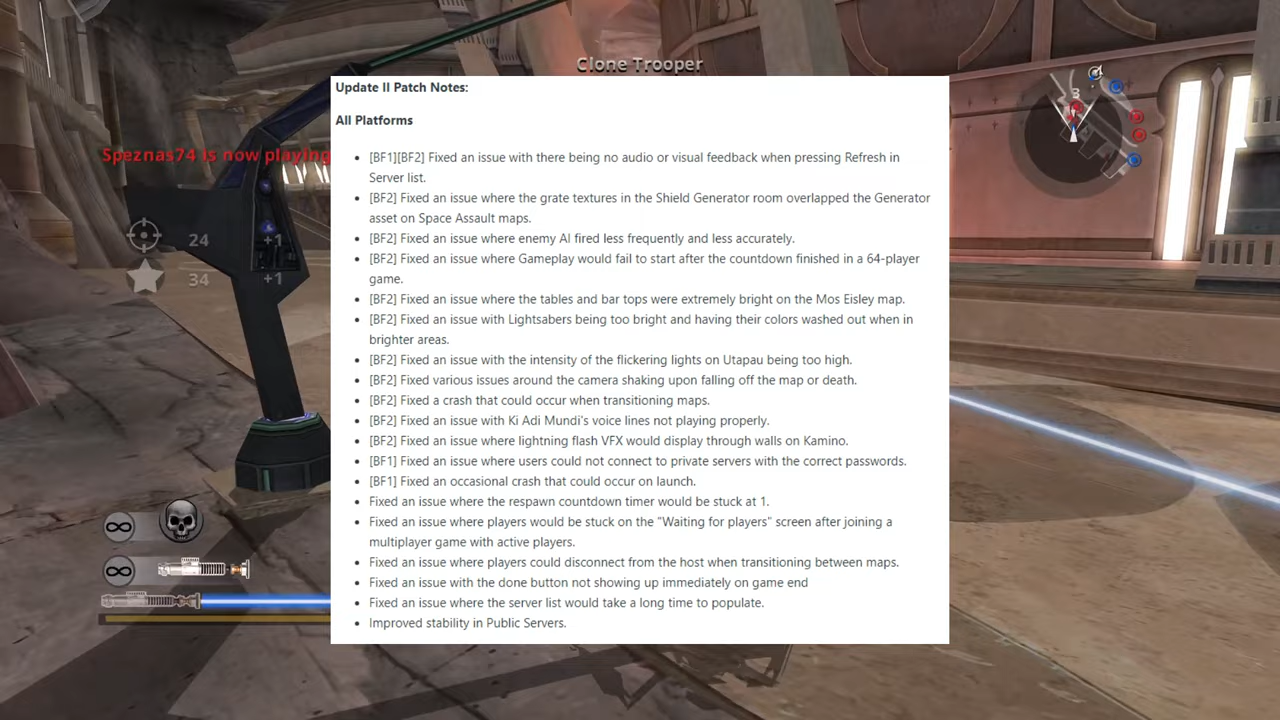 Clone Trooper
Update II Patch Notes:
All Platforms
Speznas74 is now playing
• [BF1][BF2] Fixed an issue with there being no audio or visual feedback when pressing Refresh in
Server list.
• [BF2] Fixed an issue where the grate textures in the Shield Generator room overlapped the Generator
asset on Space Assault maps.
• [BF2] Fixed an issue where enemy AI fired less frequently and less accurately.
• [BF2] Fixed an issue where Gameplay would fail to start after the countdown finished in a 64-player
game.
• [BF2] Fixed an issue where the tables and bar tops were extremely bright on the Mos Eisley map.
• [BF2] Fixed an issue with Lightsabers being too bright and having their colors washed out when in
brighter areas.
• [BF2] Fixed an issue with the intensity of the flickering lights on Utapau being too high.
• [BF2] Fixed various issues around the camera shaking upon falling off the map or death.
• [BF2] Fixed a crash that could occur when transitioning maps.
• [BF2] Fixed an issue with Ki Adi Mundi's voice lines not playing properly.
• [BF2] Fixed an issue where lightning flash VFX would display through walls on Kamino.
• [BF1] Fixed an issue where users could not connect to private servers with the correct passwords.
• [BF1] Fixed an occasional crash that could occur on launch.
• Fixed an issue where the respawn countdown timer would be stuck at 1.
• Fixed an issue where players would be stuck on the "Waiting for players" screen after joining a
multiplayer game with active players.
• Fixed an issue where players could disconnect from the host when transitioning between maps.
• Fixed an issue with the done button not showing up immediately on game end
• Fixed an issue where the server list would take a long time to populate.
• Improved stability in Public Servers.
24 +1
34 +1
3